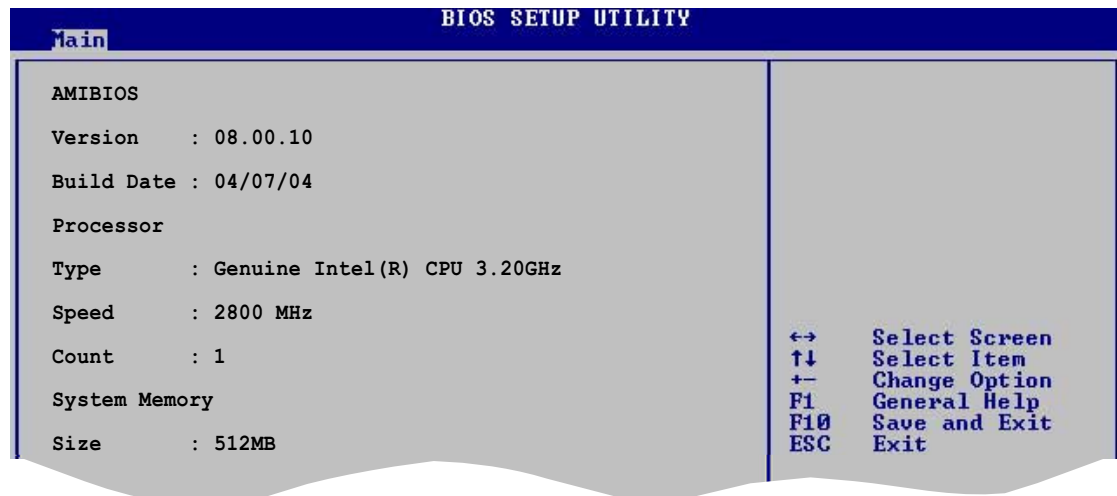 BIOS SETUP UTILITY
Main
AMIBIOS
Version : 08.00.10
Build Date : 04/07/04
Processor
Type : Genuine Intel(R) CPU 3.20GHz
Speed : 2800 MHz
Count : 1
System Memory
Size : 512MB
←→ Select Screen
↑↓ Select Item
+- Change Option
F1 General Help
F10 Save and Exit
ESC Exit